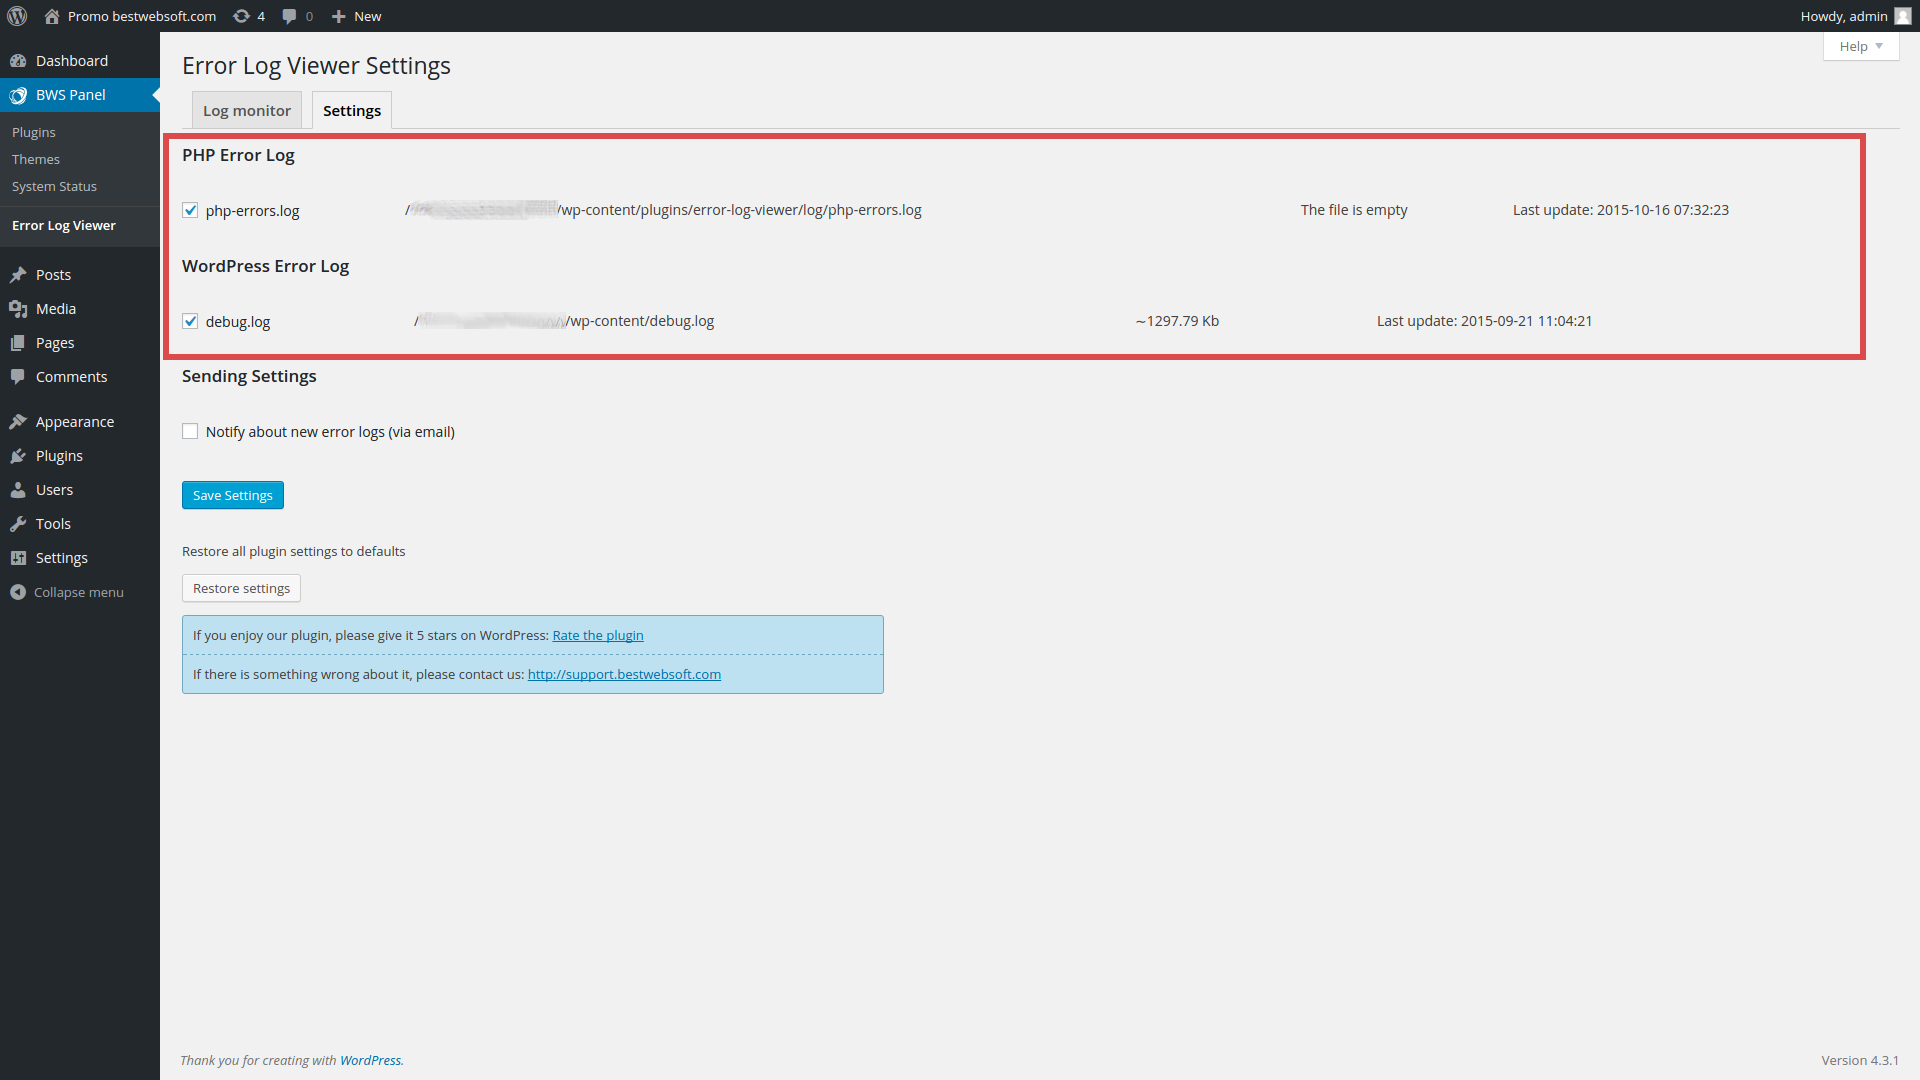 Promo bestwebsoft.com 4 0 New Howdy, admin
Help
Dashboard
BWS Panel
Plugins
Themes
System Status
Error Log Viewer
Posts
Media
Pages
Comments
Appearance
Plugins
Users
Tools
Settings
Collapse menu
Error Log Viewer Settings
Log monitor Settings
PHP Error Log
php-errors.log / /wp-content/plugins/error-log-viewer/log/php-errors.log The file is empty Last update: 2015-10-16 07:32:23
WordPress Error Log
debug.log / /wp-content/debug.log ~1297.79 Kb Last update: 2015-09-21 11:04:21
Sending Settings
Notify about new error logs (via email)
Save Settings
Restore all plugin settings to defaults
Restore settings
If you enjoy our plugin, please give it 5 stars on WordPress: Rate the plugin
If there is something wrong about it, please contact us: http://support.bestwebsoft.com
Thank you for creating with WordPress. Version 4.3.1